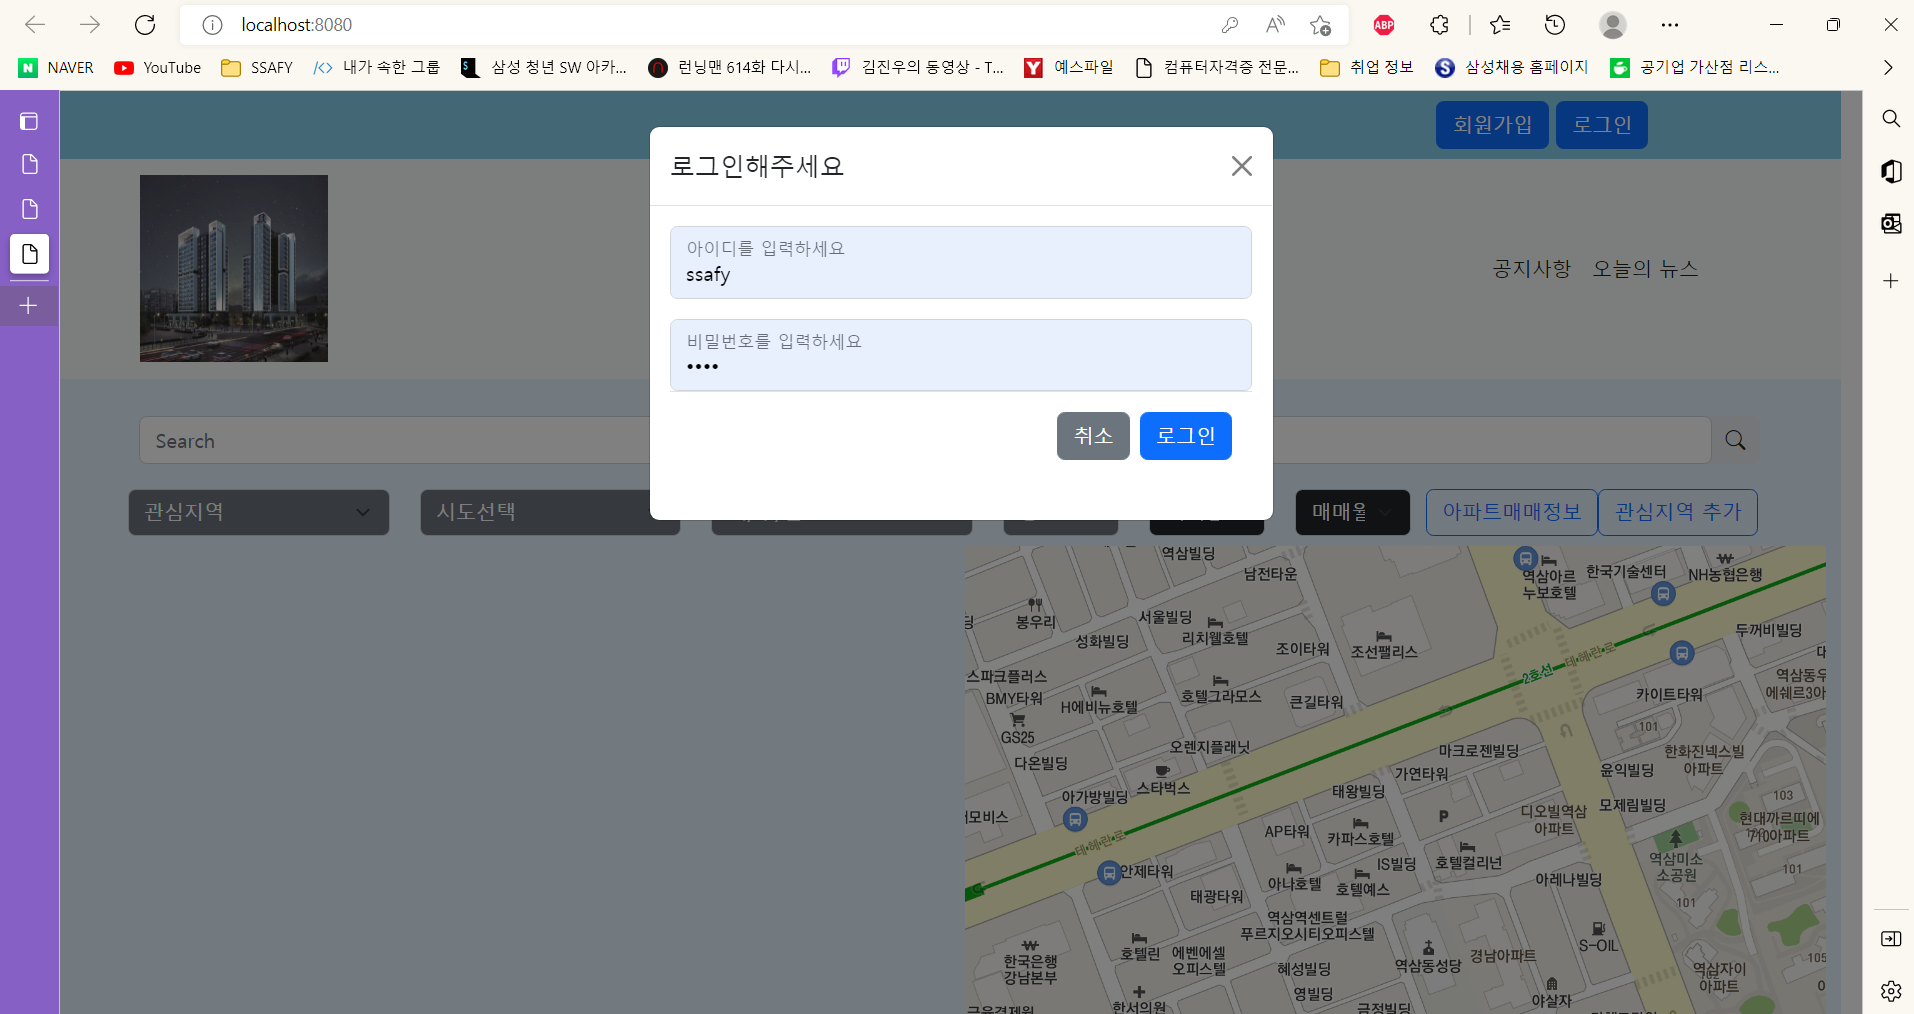 localhost:8080
NAVER
YouTube
SSAFY
내가 속한 그룹
삼성 청년 SW 아카...
런닝맨 614화 다시...
김진우의 동영상 - T...
예스파일
컴퓨터자격증 전문...
취업 정보
삼성채용 홈페이지
공기업 가산점 리스...
ABP
회원가입
로그인
로그인해주세요
아이디를 입력하세요
ssafy
비밀번호를 입력하세요
••••
취소
로그인
공지사항
오늘의 뉴스
Search
관심지역
시도선택
매매월
아파트매매정보
관심지역 추가
역삼빌딩
남전타운
역삼아르
누보호텔
한국기술센터
NH농협은행
봉우리
서울빌딩
성화빌딩
리치웰호텔
조이타워
조선팰리스
두꺼비빌딩
스파크플러스
BMY타워
H에비뉴호텔
호텔그라모스
큰길타워
2호선
테헤란로
카이트타워
역삼동우
에쉐르3아
GS25
101
다온빌딩
오렌지플래닛
마크로젠빌딩
한화진넥스빌
아파트
가연타워
윤익빌딩
스타벅스
아가방빌딩
태왕빌딩
모제림빌딩
103
디오빌역삼
아파트
모비스
P
AP타워
카파스호텔
현대까르띠에
710아파트
테헤란로
IS빌딩
호텔컬리넌
역삼미소
소공원
안제타워
아나호텔
호텔예스
아레나빌딩
101
태광타워
101
역삼역센트럴
푸르지오시티오피스텔
S-OIL
호텔린
에벤에셀
오피스텔
한국은행
강남본부
혜성빌딩
역삼동성당
경남아파트
105
역삼자이
아파트
102
영빌딩
야살자
한서의원
금정빌딩
금융결제원